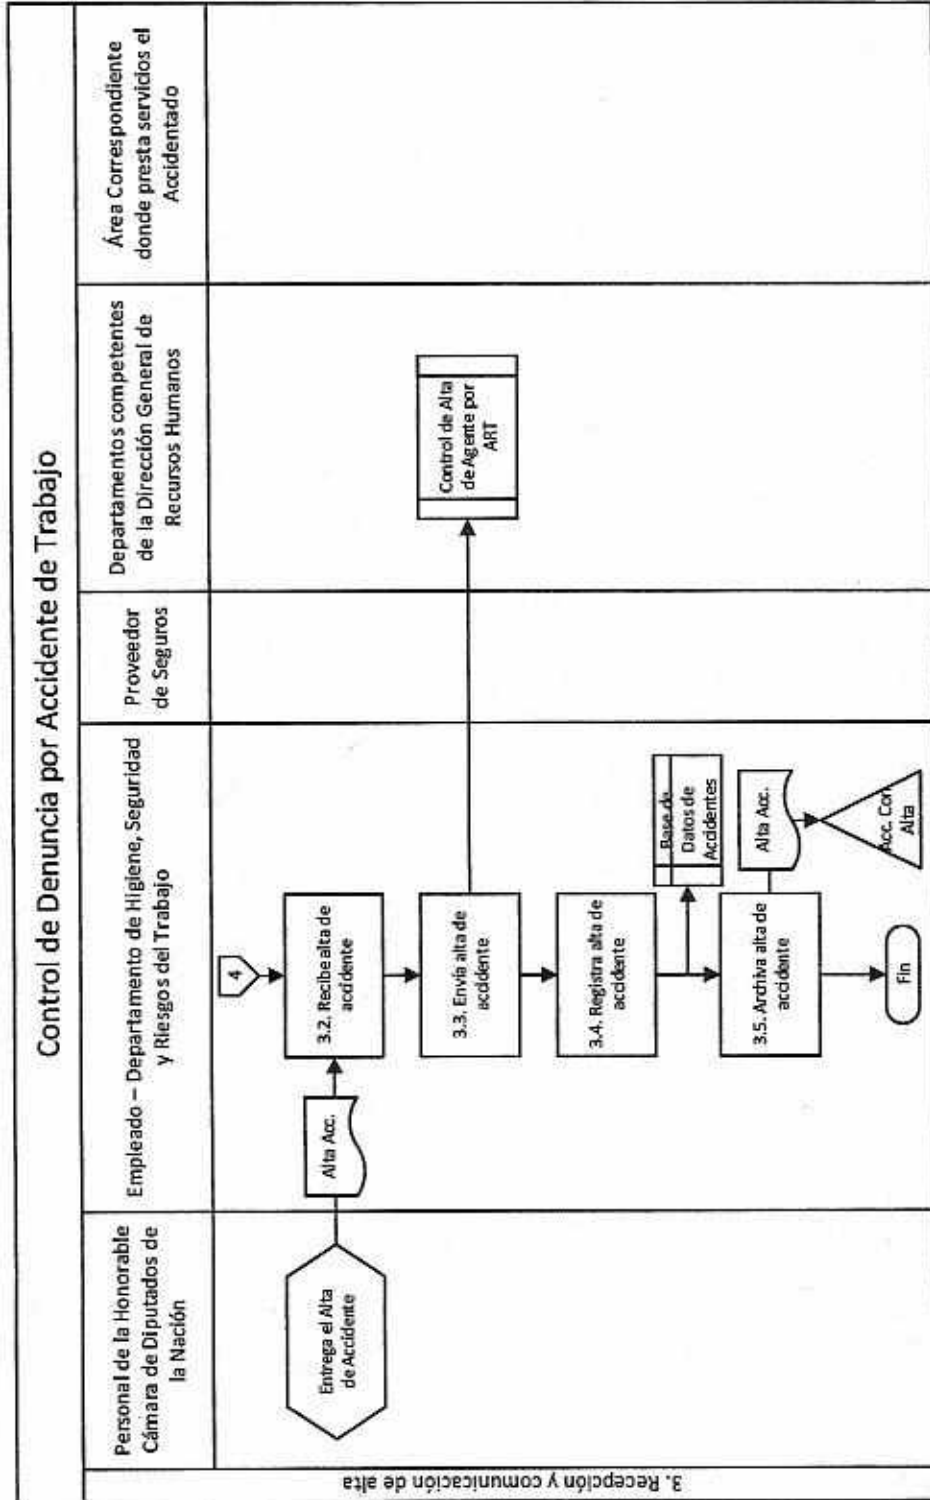 Control de Denuncia por Accidente de Trabajo
Personal de la Honorable
Cámara de Diputados de
la Nación
Empleado – Departamento de Higiene, Seguridad
y Riesgos del Trabajo
Proveedor
de Seguros
Departamentos competentes
de la Dirección General de
Recursos Humanos
Área Correspondiente
donde presta servicios el
Accidentado
3. Recepción y comunicación de alta
4
Entrega el Alta
de Accidente
Alta Acc.
3.2. Recibe alta de
accidente
3.3. Envía alta de
accidente
Control de Alta
de Agente por
ART
3.4. Registra alta de
accidente
Base de
Datos de
Accidentes
3.5. Archiva alta de
accidente
Alta Acc.
Acc. Con
Alta
Fin